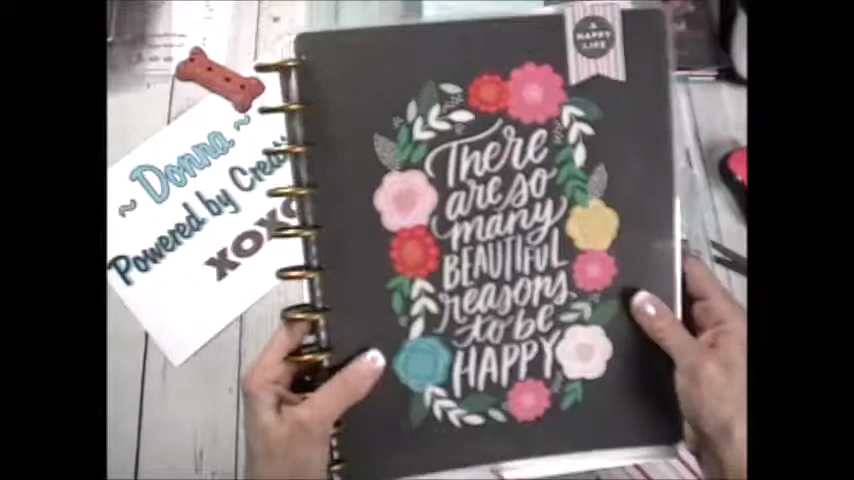 A
HAPPY
LIFE
~ Donna ~
Powered by
XOXO
There
are so
many
BEAUTIFUL
reasons
to be
HAPPY